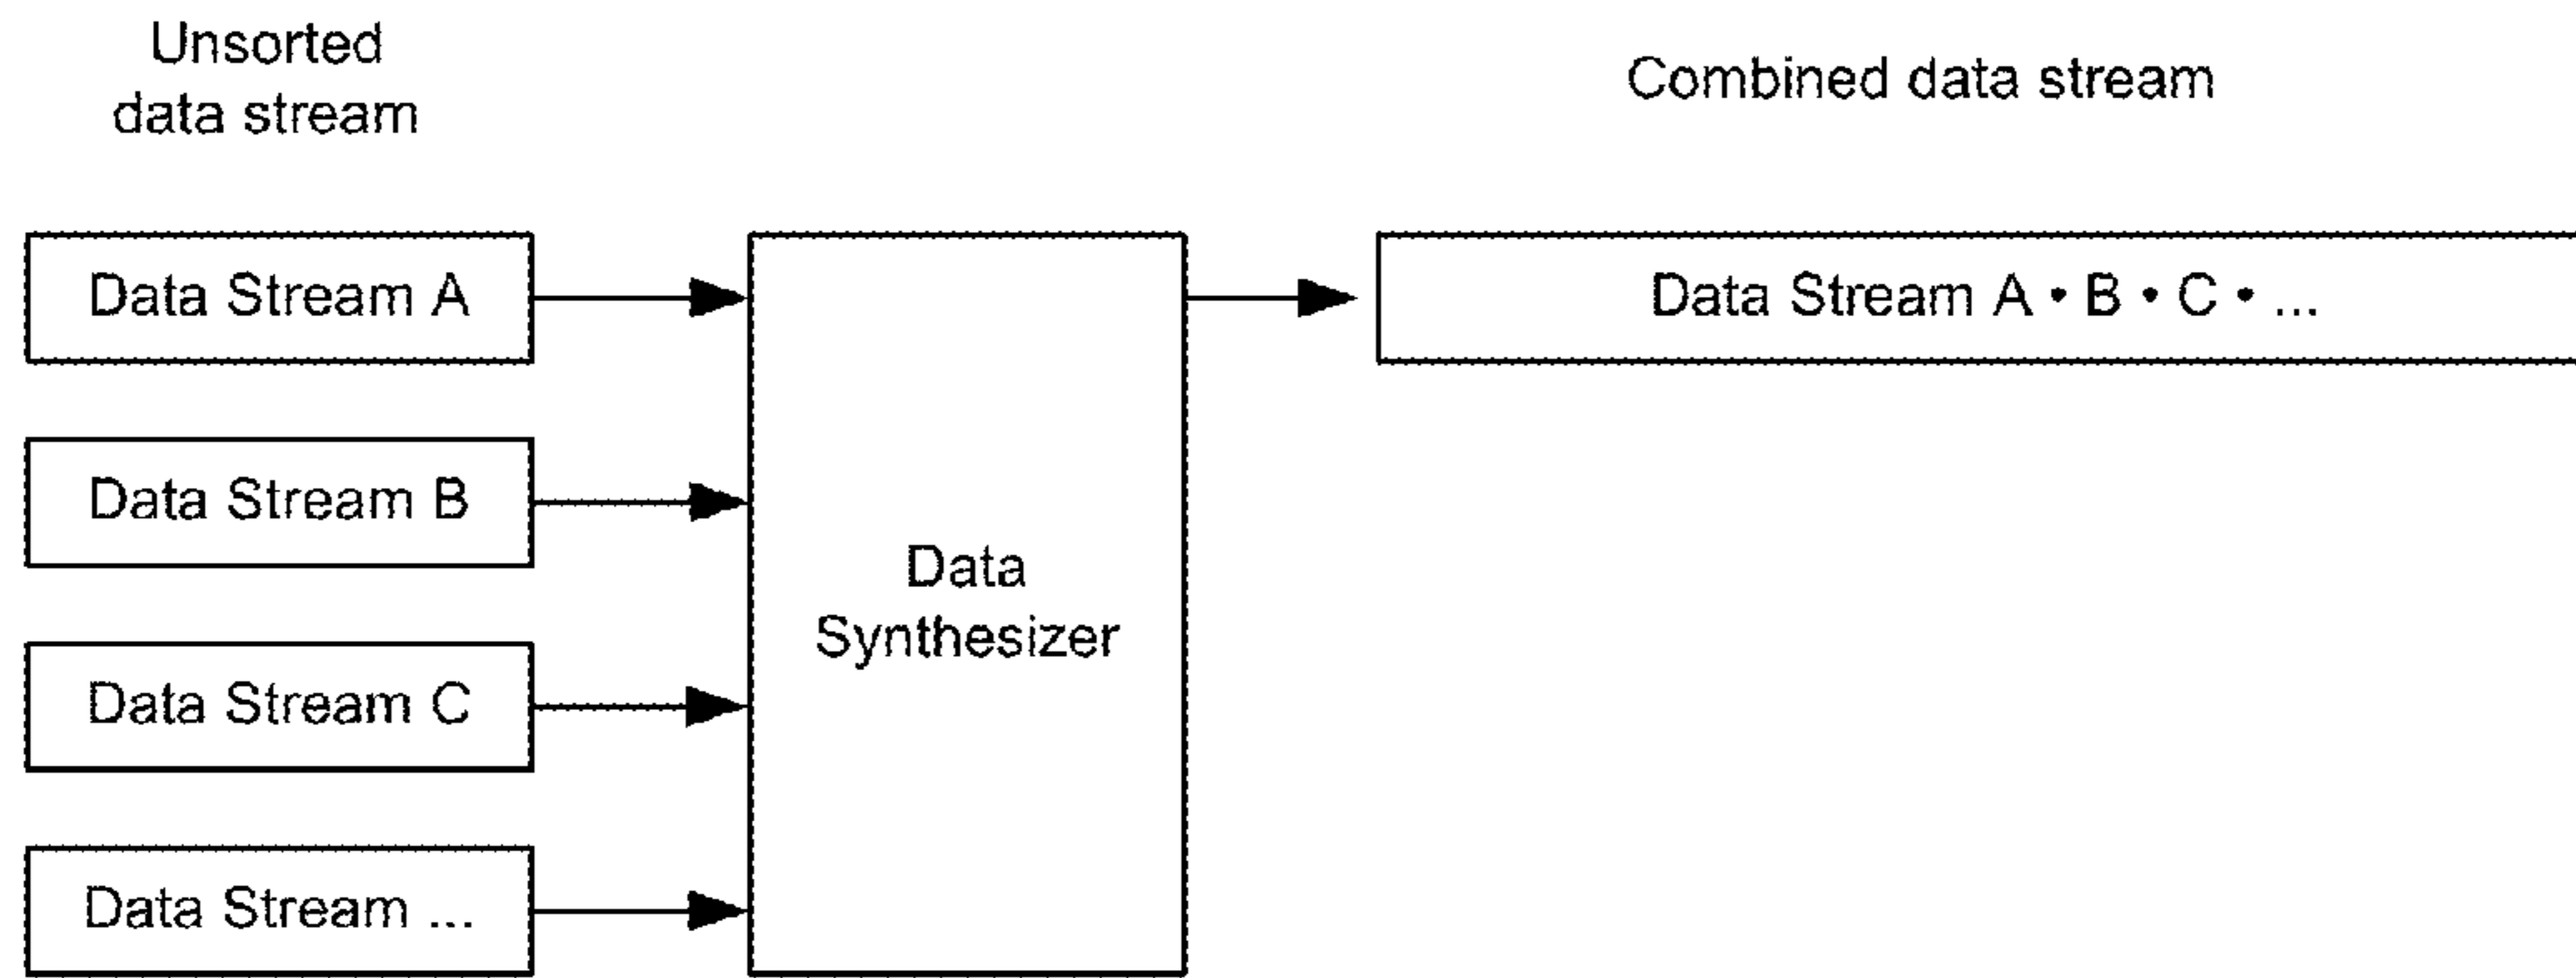 Unsorted
data stream
Combined data stream
Data Stream A
Data Stream A • B • C • ...
Data Stream B
Data
Synthesizer
Data Stream C
Data Stream ...